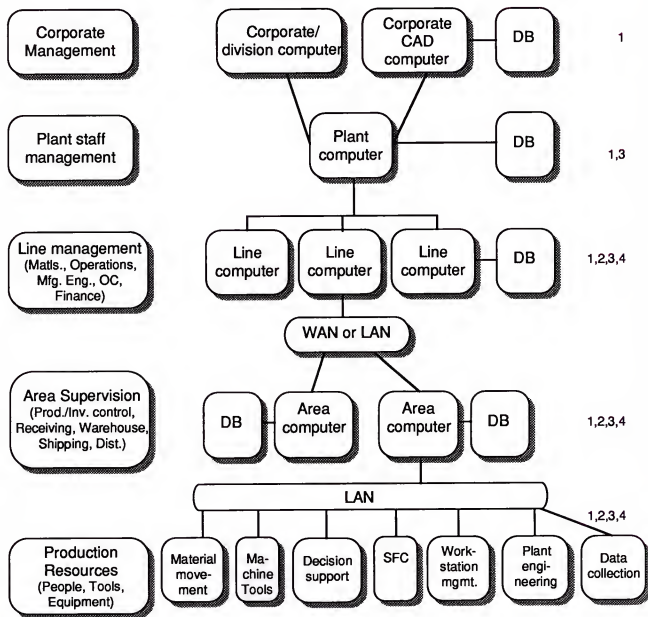 Corporate
Management
Corporate/
division computer
Corporate
CAD
computer
DB
1
Plant staff
management
Plant
computer
DB
1,3
Line management
(Matls., Operations,
Mfg. Eng., OC,
Finance)
Line
computer
Line
computer
Line
computer
DB
1,2,3,4
WAN or LAN
Area Supervision
(Prod./Inv. control,
Receiving, Warehouse,
Shipping, Dist.)
DB
Area
computer
Area
computer
DB
1,2,3,4
LAN
1,2,3,4
Production
Resources
(People, Tools,
Equipment)
Material
move-
ment
Ma-
chine
Tools
Decision
support
SFC
Work-
station
mgmt.
Plant
engi-
neering
Data
collection